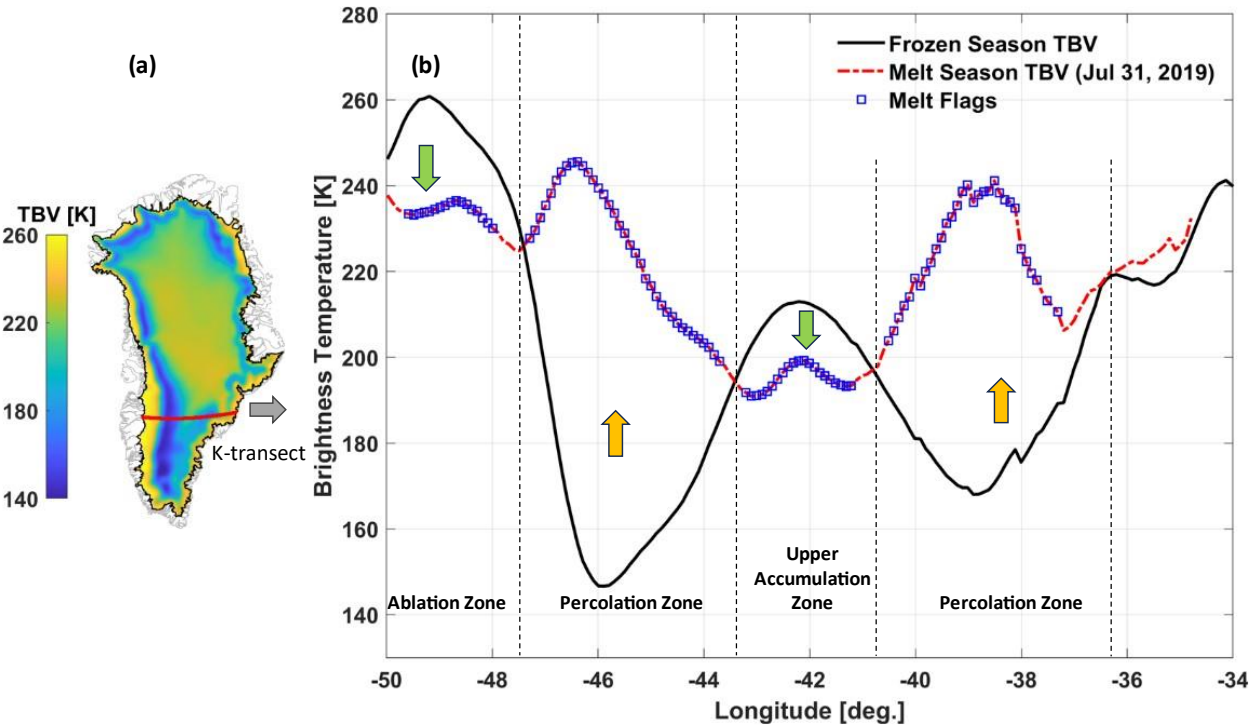 (a)
TBV [K]
260
220
180
140
K-transect
(b)
Frozen Season TBV
Melt Season TBV (Jul 31, 2019)
Melt Flags
Brightness Temperature [K]
280
260
240
220
200
180
160
140
Ablation Zone
Percolation Zone
Upper
Accumulation
Zone
Percolation Zone
-50
-48
-46
-44
-42
-40
-38
-36
-34
Longitude [deg.]